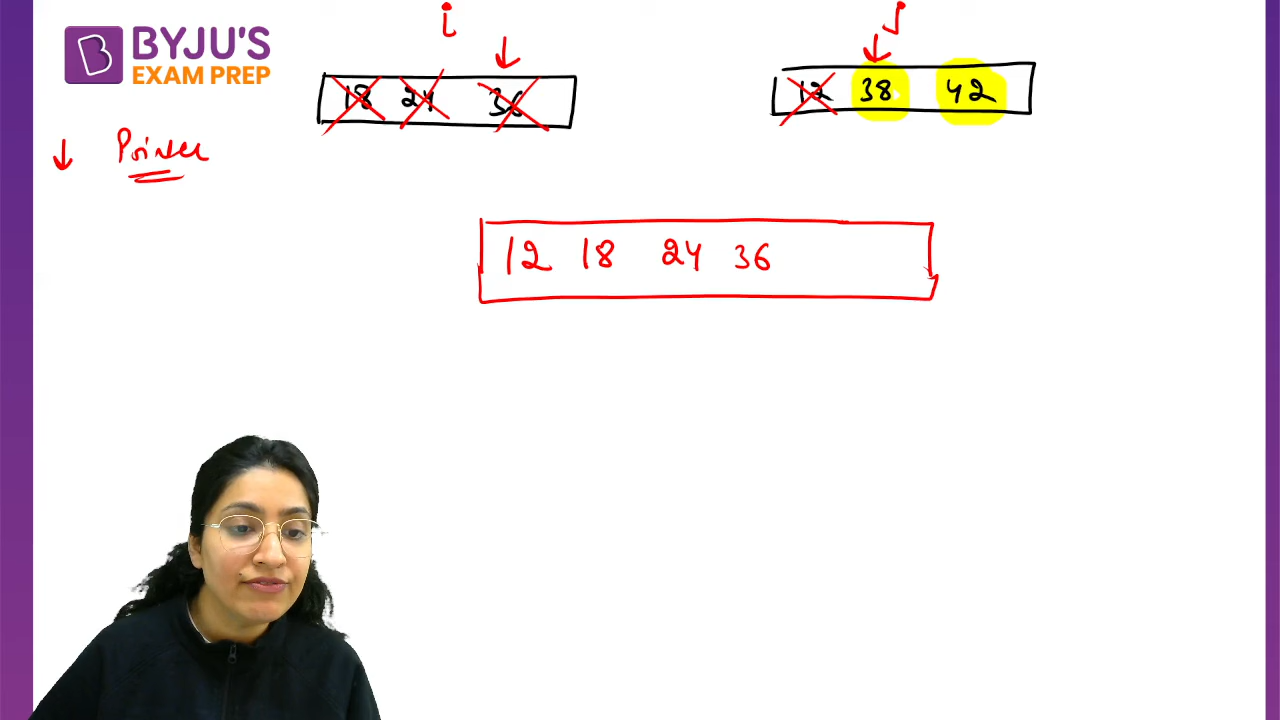 i
j
BYJU'S
EXAM PREP
18 24 36
12 38 42
↓ Pointer
12 18 24 36